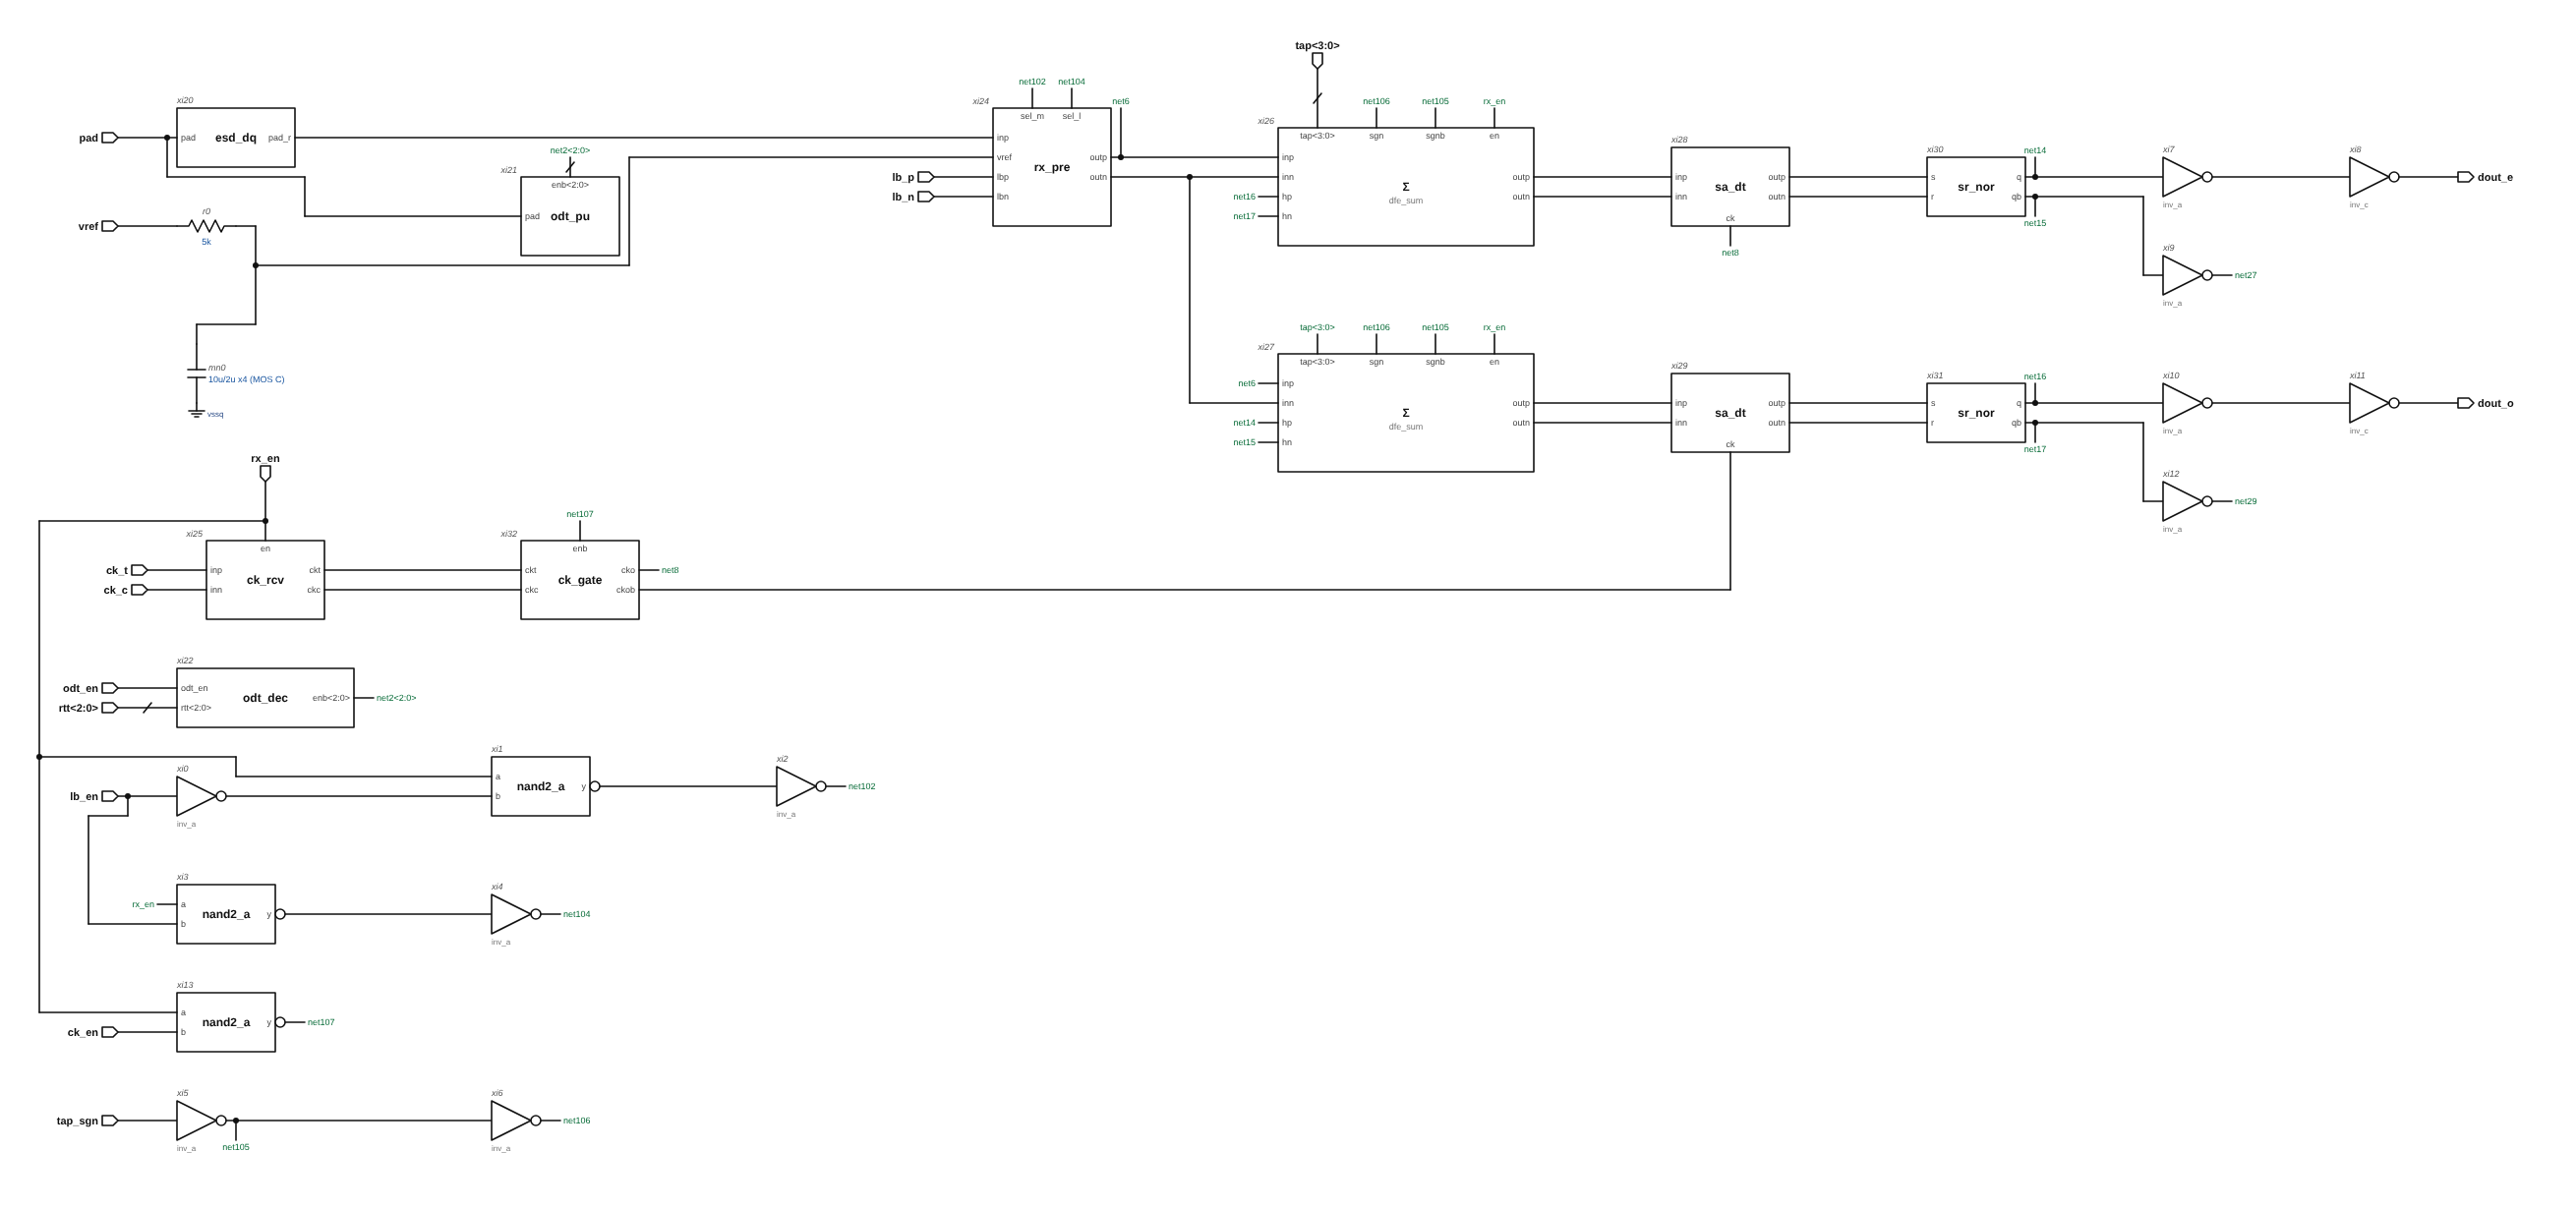 tap<3:0>
net102 net104
xi20 xi24 net6 net106 net105 rx_en
sel_m sel_l
xi26
pad pad esd_dq pad_r inp tap<3:0> sgn sgnb en
xi28
net2<2:0> vref outp inp xi30 net14 xi7 xi8
xi21 rx_pre
enb<2:0> lb_p lbp outn inn Σ inp outp outp s q dout_e
lb_n lbn net16 hp dfe_sum outp outn inn sa_dt outn r sr_nor qb
inv_a inv_c
r0 pad odt_pu net17 hn ck
vref net15
5k net8 xi9
net27
inv_a
tap<3:0> net106 net105 rx_en
xi27
tap<3:0> sgn sgnb en
mn0 xi29
10u/2u x4 (MOS C) net6 inp xi31 net16 xi10 xi11
inn Σ outp inp outp s q dout_o
vssq net14 hp dfe_sum outn inn sa_dt outn r sr_nor qb
inv_a inv_c
net15 hn ck net17
rx_en
xi12
net29
net107 inv_a
xi25 xi32
en enb
ck_t inp ckt ckt cko net8
ck_rcv ck_gate
ck_c inn ckc ckc ckob
xi22
odt_en odt_en
odt_dec enb<2:0> net2<2:0>
rtt<2:0> rtt<2:0>
xi1
xi0 xi2
a
nand2_a y net102
lb_en b
inv_a inv_a
xi3 xi4
rx_en a
nand2_a y net104
b
inv_a
xi13
a
nand2_a y net107
ck_en b
xi5 xi6
tap_sgn net106
net105
inv_a inv_a